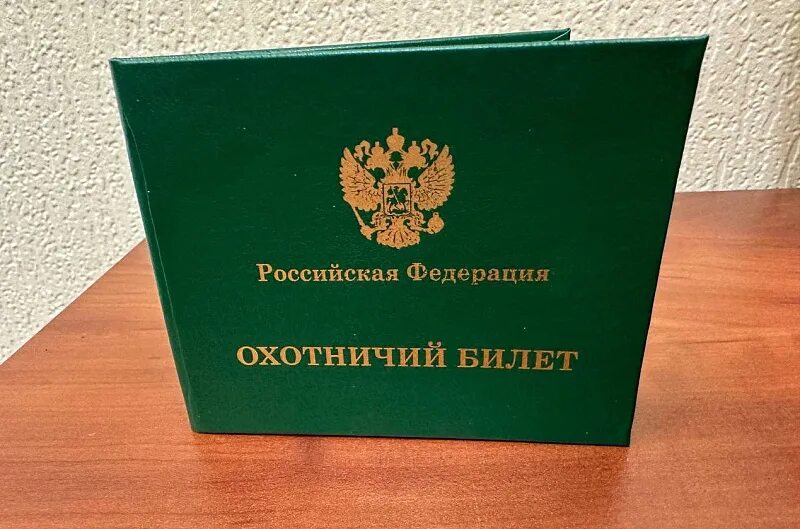 Российская Федерация
ОХОТНИЧИЙ БИЛЕТ